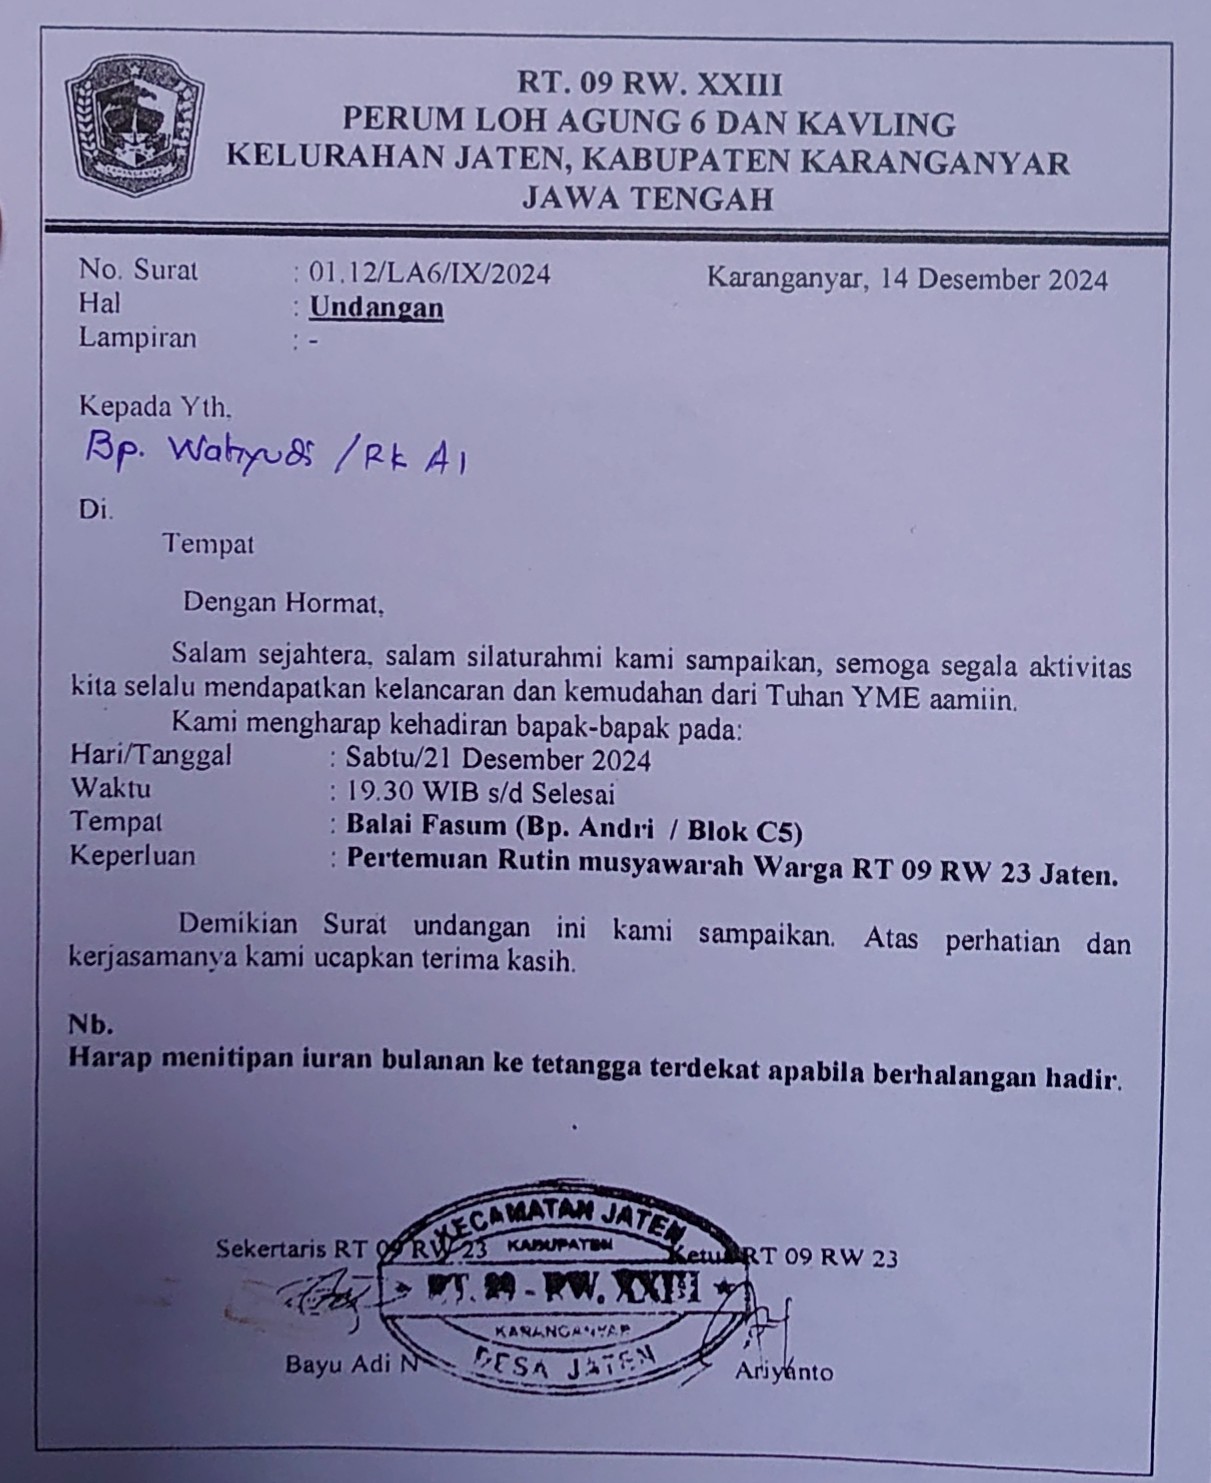 RT. 09 RW. XXIII
PERUM LOH AGUNG 6 DAN KAVLING
KELURAHAN JATEN, KABUPATEN KARANGANYAR
JAWA TENGAH
No. Surat : 01.12/LA6/IX/2024 Karanganyar, 14 Desember 2024
Hal : Undangan
Lampiran : -
Kepada Yth.
Bp. Wahyudi / RK A1
Di.
Tempat
Dengan Hormat,
Salam sejahtera, salam silaturahmi kami sampaikan, semoga segala aktivitas
kita selalu mendapatkan kelancaran dan kemudahan dari Tuhan YME aamiin.
Kami mengharap kehadiran bapak-bapak pada:
Hari/Tanggal : Sabtu/21 Desember 2024
Waktu : 19.30 WIB s/d Selesai
Tempat : Balai Fasum (Bp. Andri / Blok C5)
Keperluan : Pertemuan Rutin musyawarah Warga RT 09 RW 23 Jaten.
Demikian Surat undangan ini kami sampaikan. Atas perhatian dan
kerjasamanya kami ucapkan terima kasih.
Nb.
Harap menitipan iuran bulanan ke tetangga terdekat apabila berhalangan hadir.
KECAMATAN JATEN
Sekertaris RT 09 RW 23 KABUPATEN Ketua RT 09 RW 23
RT. 09 - RW. XXIII
KARANGANYAR
DESA JATEN
Bayu Adi N Ariyanto